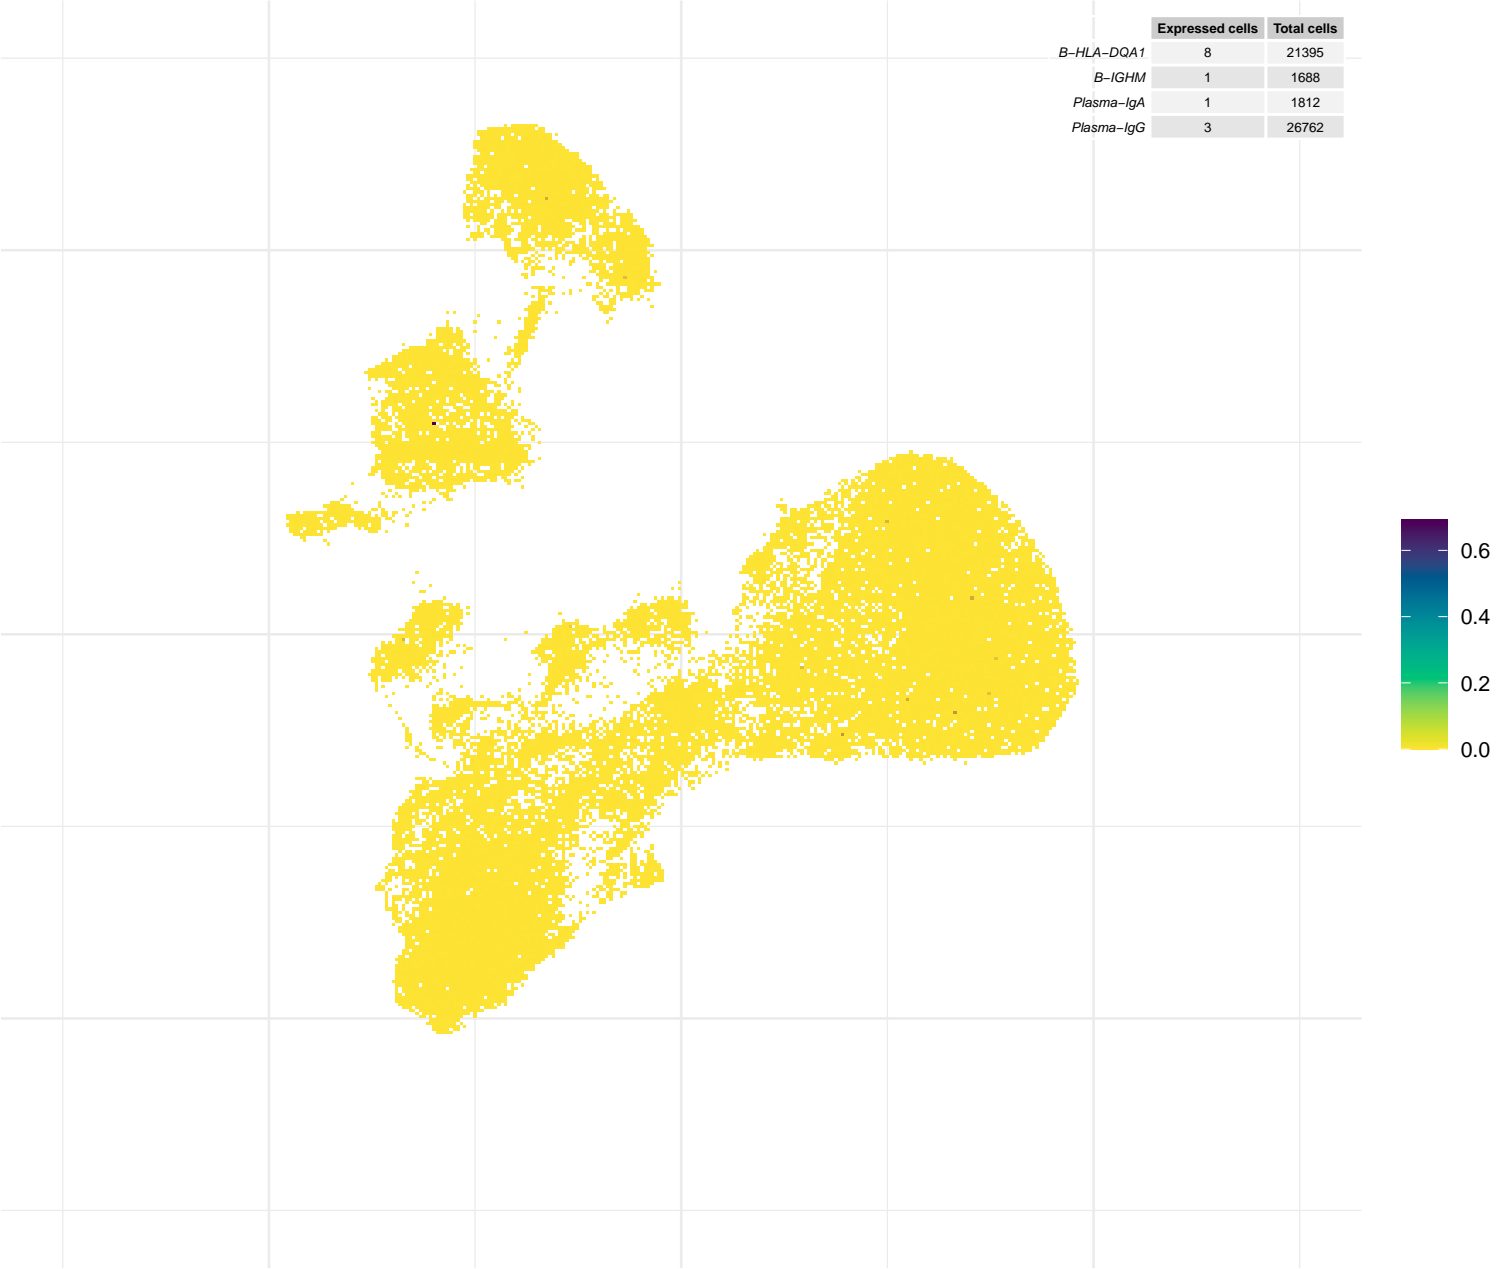 Expressed cells Total cells
B−HLA−DQA1 8 21395
B−IGHM 1 1688
Plasma−IgA 1 1812
Plasma−IgG 3 26762
0.6
0.4
0.2
0.0